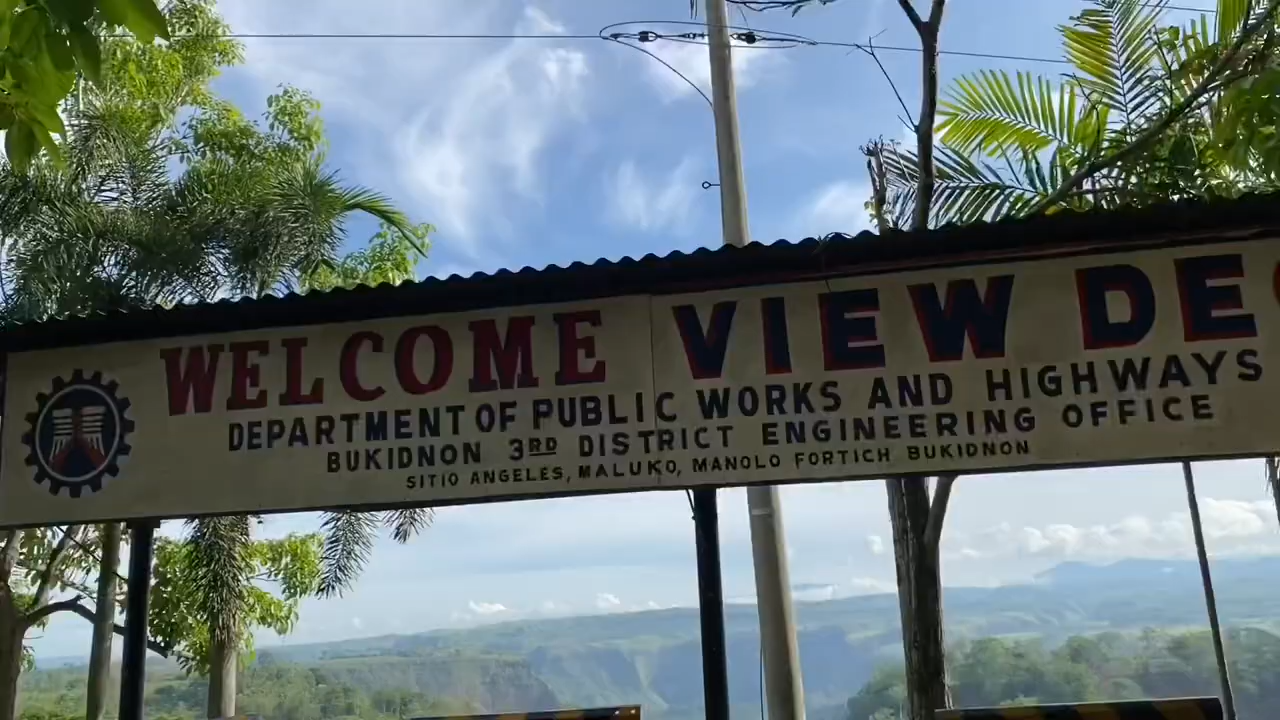 WELCOME VIEW DE
DEPARTMENT OF PUBLIC WORKS AND HIGHWAYS
BUKIDNON 3RD DISTRICT ENGINEERING OFFICE
SITIO ANGELES, MALUKO, MANOLO FORTICH BUKIDNON